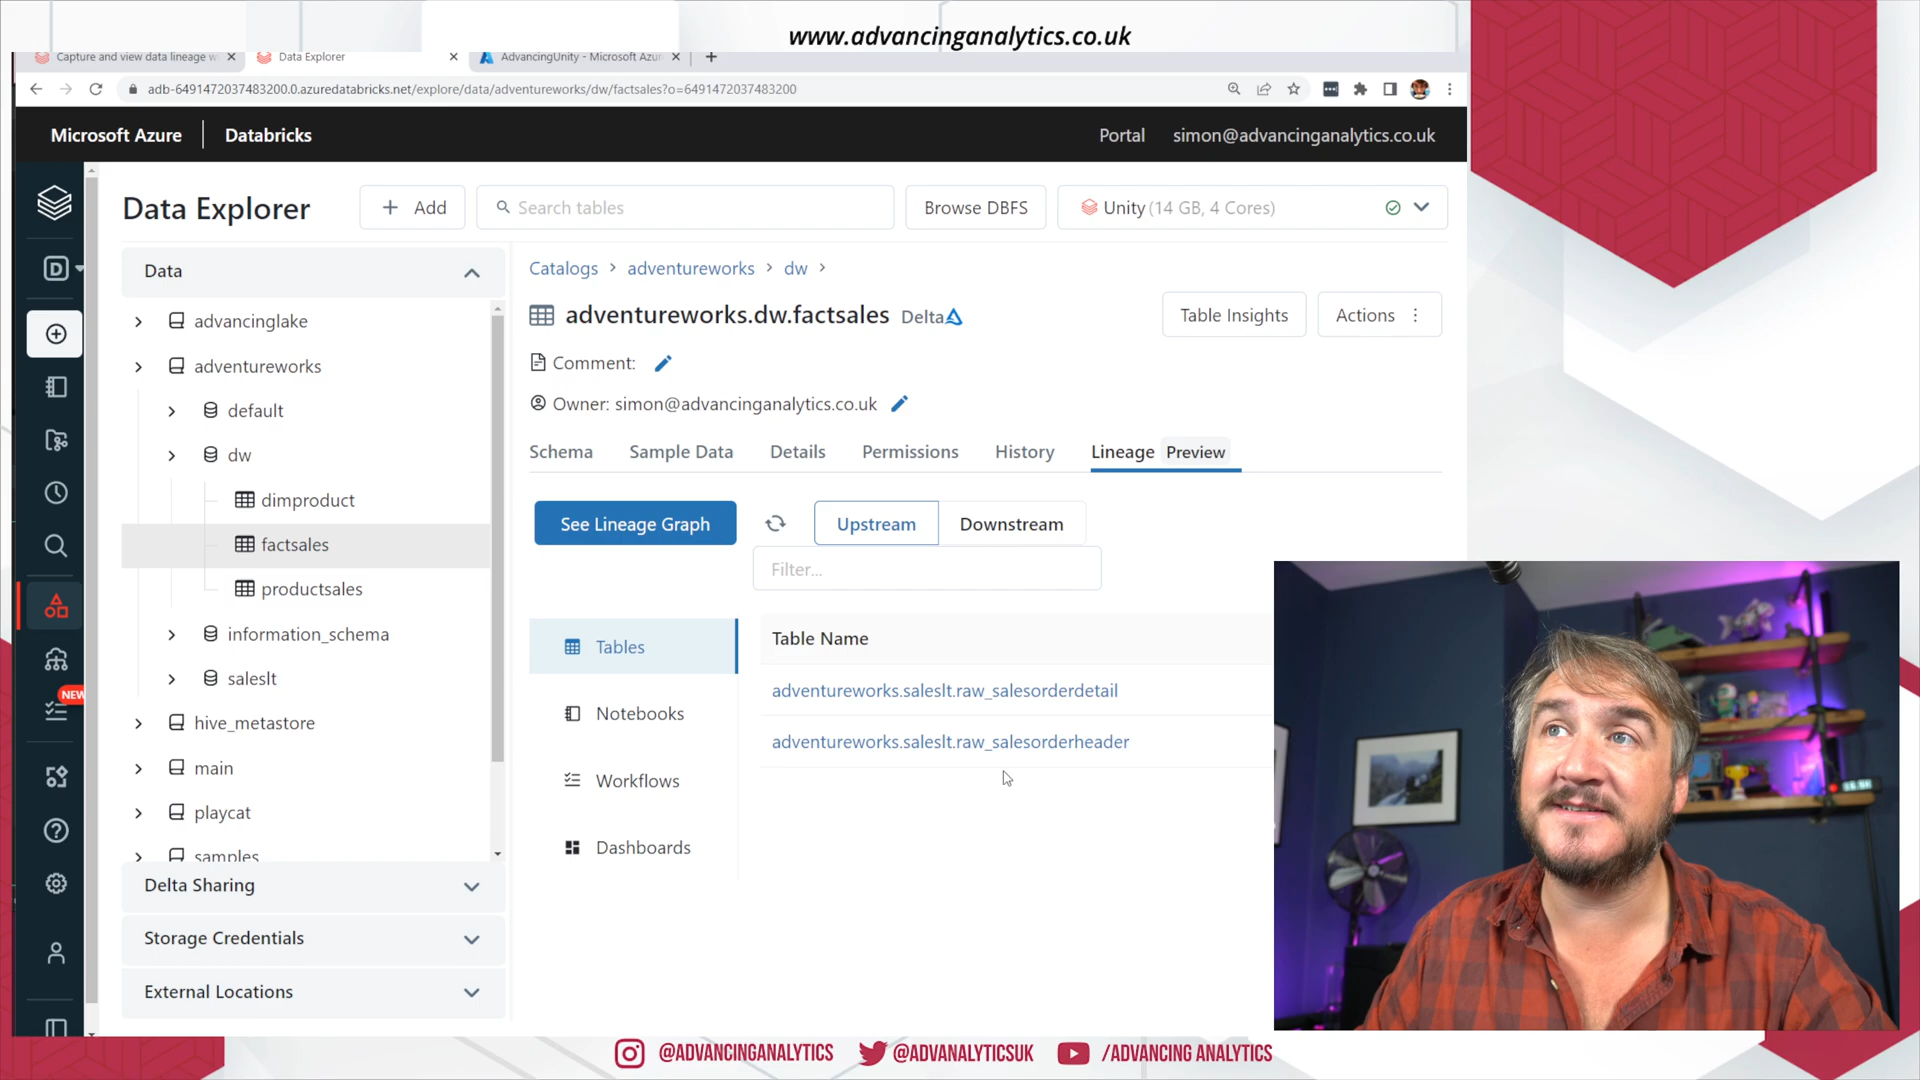 www.advancinganalytics.co.uk
Capture and view data lineage w
Data Explorer
AdvancingUnity - Microsoft Azur
adb-6491472037483200.0.azuredatabricks.net/explore/data/adventureworks/dw/factsales?o=6491472037483200
Microsoft Azure
Databricks
Portal
simon@advancinganalytics.co.uk
Data Explorer
Add
Search tables
Browse DBFS
Unity (14 GB, 4 Cores)
D
Data
advancinglake
adventureworks
default
dw
dimproduct
factsales
productsales
information_schema
saleslt
hive_metastore
main
playcat
samples
Delta Sharing
Storage Credentials
External Locations
NEW
Catalogs > adventureworks > dw >
adventureworks.dw.factsales Delta
Table Insights
Actions
Comment:
Owner: simon@advancinganalytics.co.uk
Schema
Sample Data
Details
Permissions
History
Lineage Preview
See Lineage Graph
Upstream
Downstream
Filter...
Tables
Notebooks
Workflows
Dashboards
Table Name
adventureworks.saleslt.raw_salesorderdetail
adventureworks.saleslt.raw_salesorderheader
@ADVANCINGANALYTICS
@ADVANALYTICSUK
/ADVANCING ANALYTICS